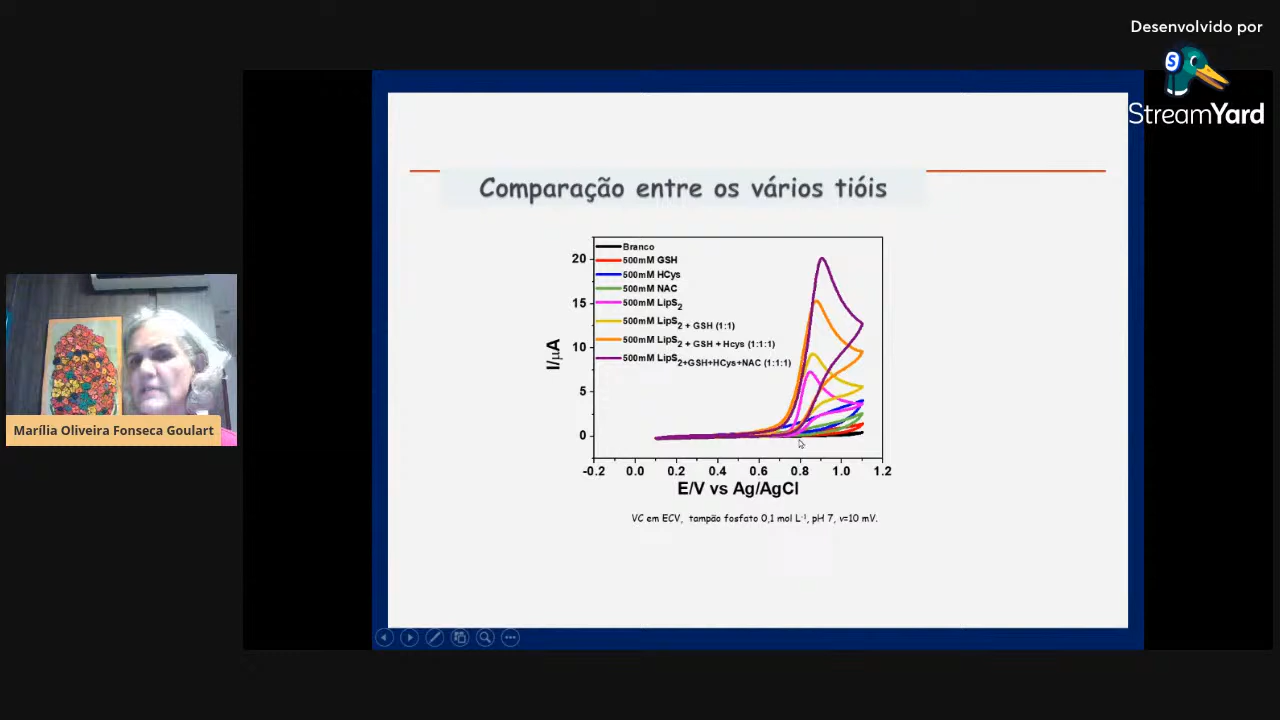 Desenvolvido por
StreamYard
Comparação entre os vários tióis
Branco
500mM GSH
500mM HCys
500mM NAC
500mM LipS2
500mM LipS2 + GSH (1:1)
500mM LipS2 + GSH + Hcys (1:1:1)
500mM LipS2+GSH+HCys+NAC (1:1:1)
20
15
10
5
0
I/µA
-0.2 0.0 0.2 0.4 0.6 0.8 1.0 1.2
E/V vs Ag/AgCl
VC em ECV, tampão fosfato 0,1 mol L-1, pH 7, v=10 mV.
Marília Oliveira Fonseca Goulart